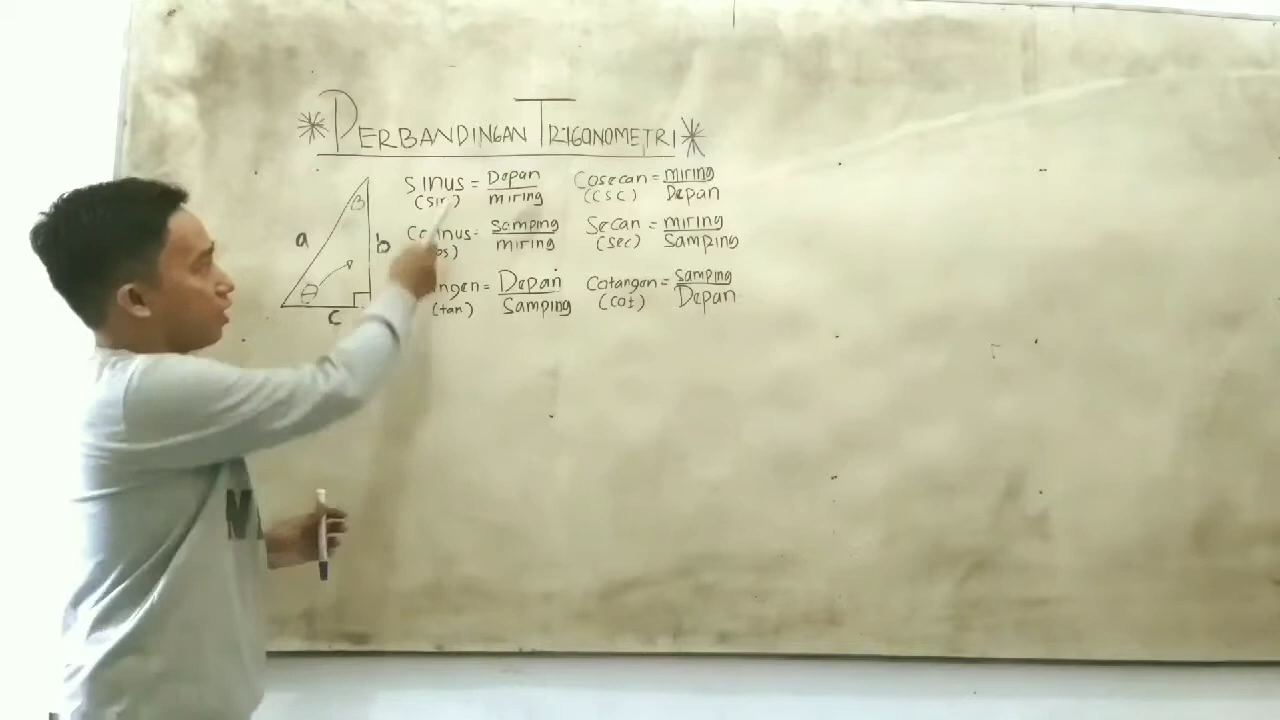 * PERBANDINGAN TRIGONOMETRI *
a
b
c
θ
Sinus = Depan / miring
(sin)
Cosecan = miring / Depan
(csc)
samping / miring
Secan = miring / Samping
(sec)
Depan / Samping
(tan)
Cotangan = samping / Depan
(cot)